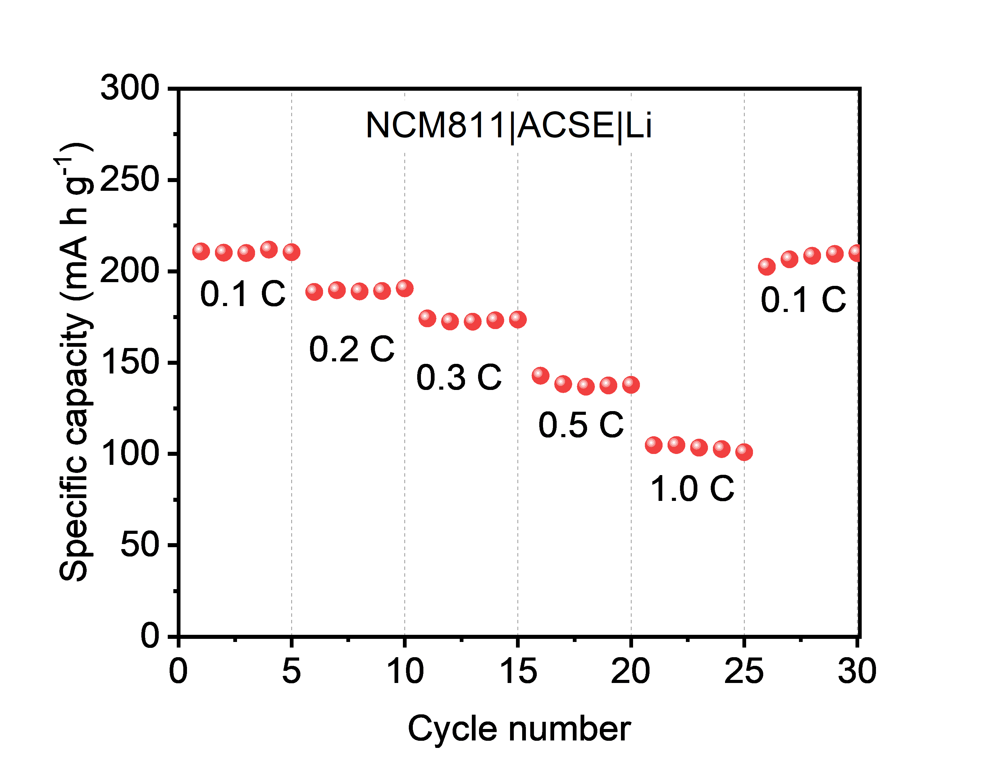 NCM811|ACSE|Li
Specific capacity (mA h g-1)
300
250
200
150
100
50
0
0.1 C
0.2 C
0.3 C
0.5 C
1.0 C
0.1 C
0 5 10 15 20 25 30
Cycle number